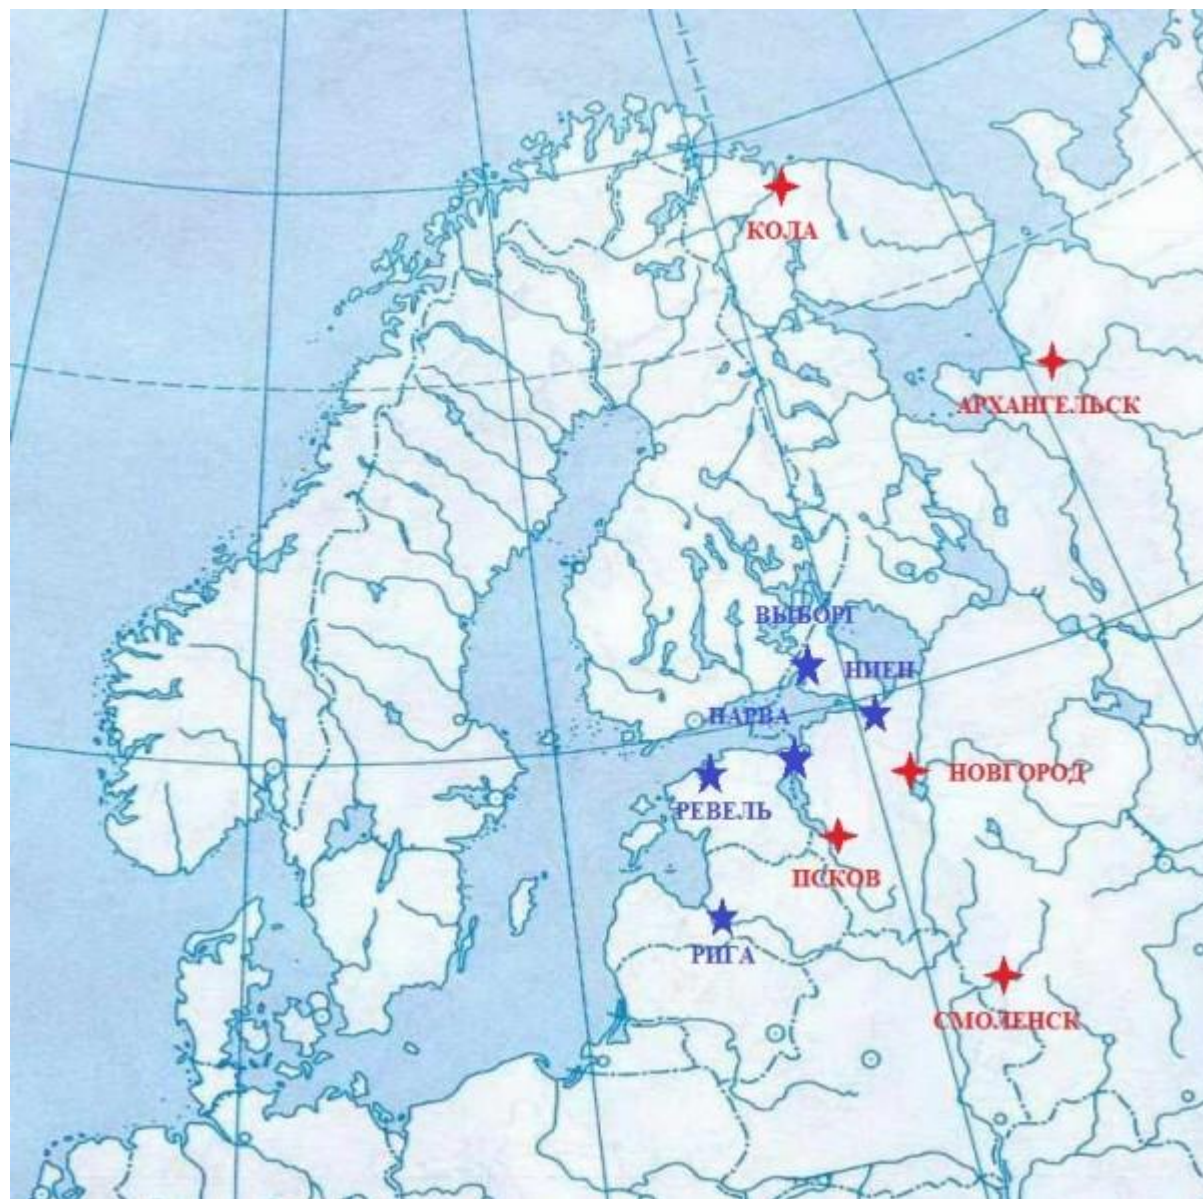 КОЛА
АРХАНГЕЛЬСК
ВЫБОРГ
НИЕН
НАРВА
НОВГОРОД
РЕВЕЛЬ
ПСКОВ
РИГА
СМОЛЕНСК